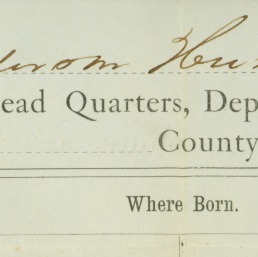 ead Quarters, Dep
County
Where Born.